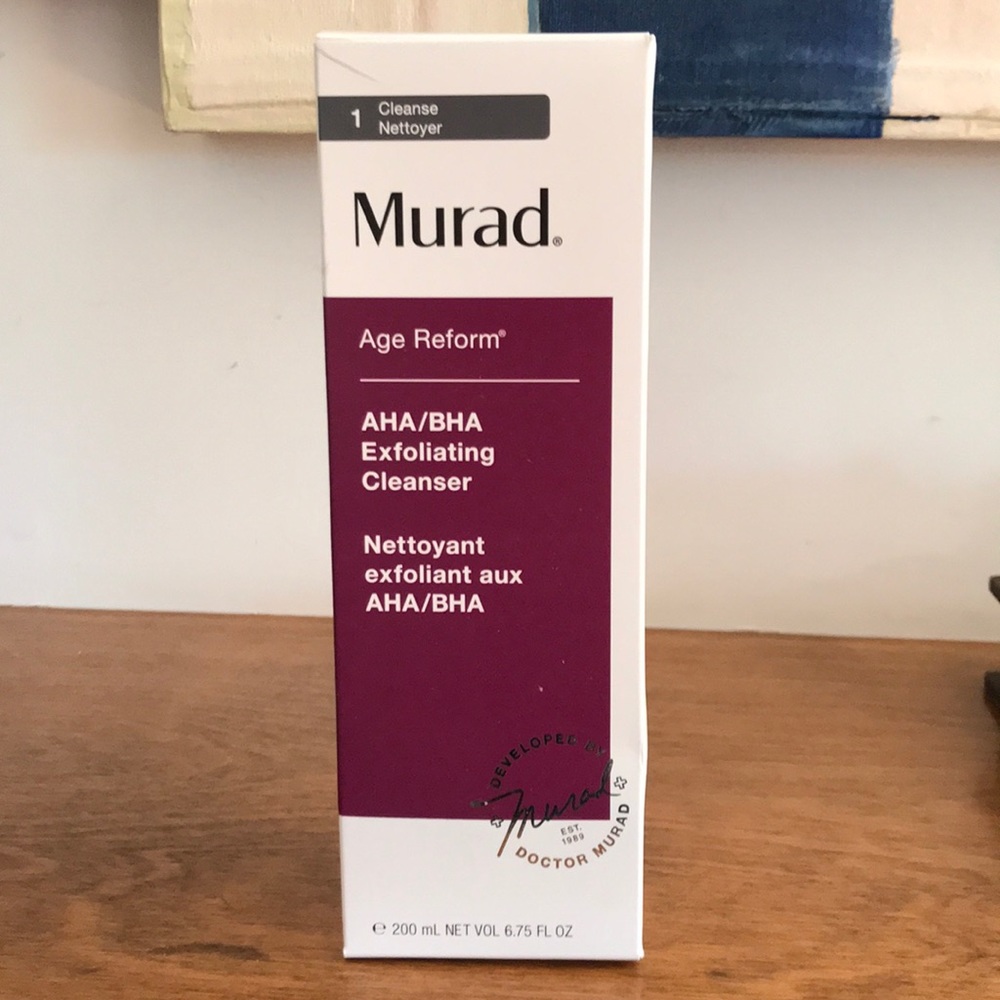 1 Cleanse
Nettoyer
Murad®
Age Reform®
AHA/BHA
Exfoliating
Cleanser
Nettoyant
exfoliant aux
AHA/BHA
DEVELOPED BY
Murad
EST.
1989
DOCTOR MURAD
℮ 200 mL NET VOL 6.75 FL OZ